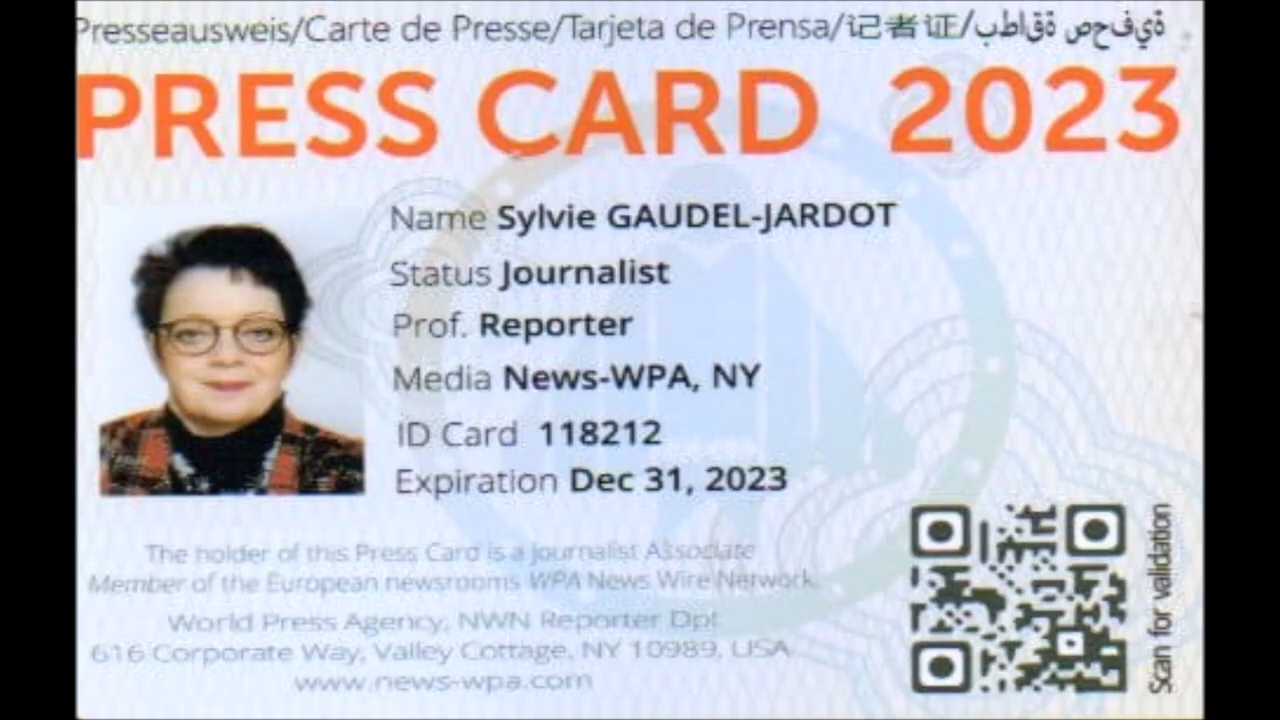 Presseausweis/Carte de Presse/Tarjeta de Prensa/记者证/ةيفحص ةقاطب
PRESS CARD 2023
Name Sylvie GAUDEL-JARDOT
Status Journalist
Prof. Reporter
Media News-WPA, NY
ID Card 118212
Expiration Dec 31, 2023
The holder of this Press Card is a Journalist Associate
Member of the European newsrooms WPA News Wire Network.
World Press Agency, NWN Reporter Dpt.
616 Corporate Way, Valley Cottage, NY 10989, USA
www.news-wpa.com
Scan for validation